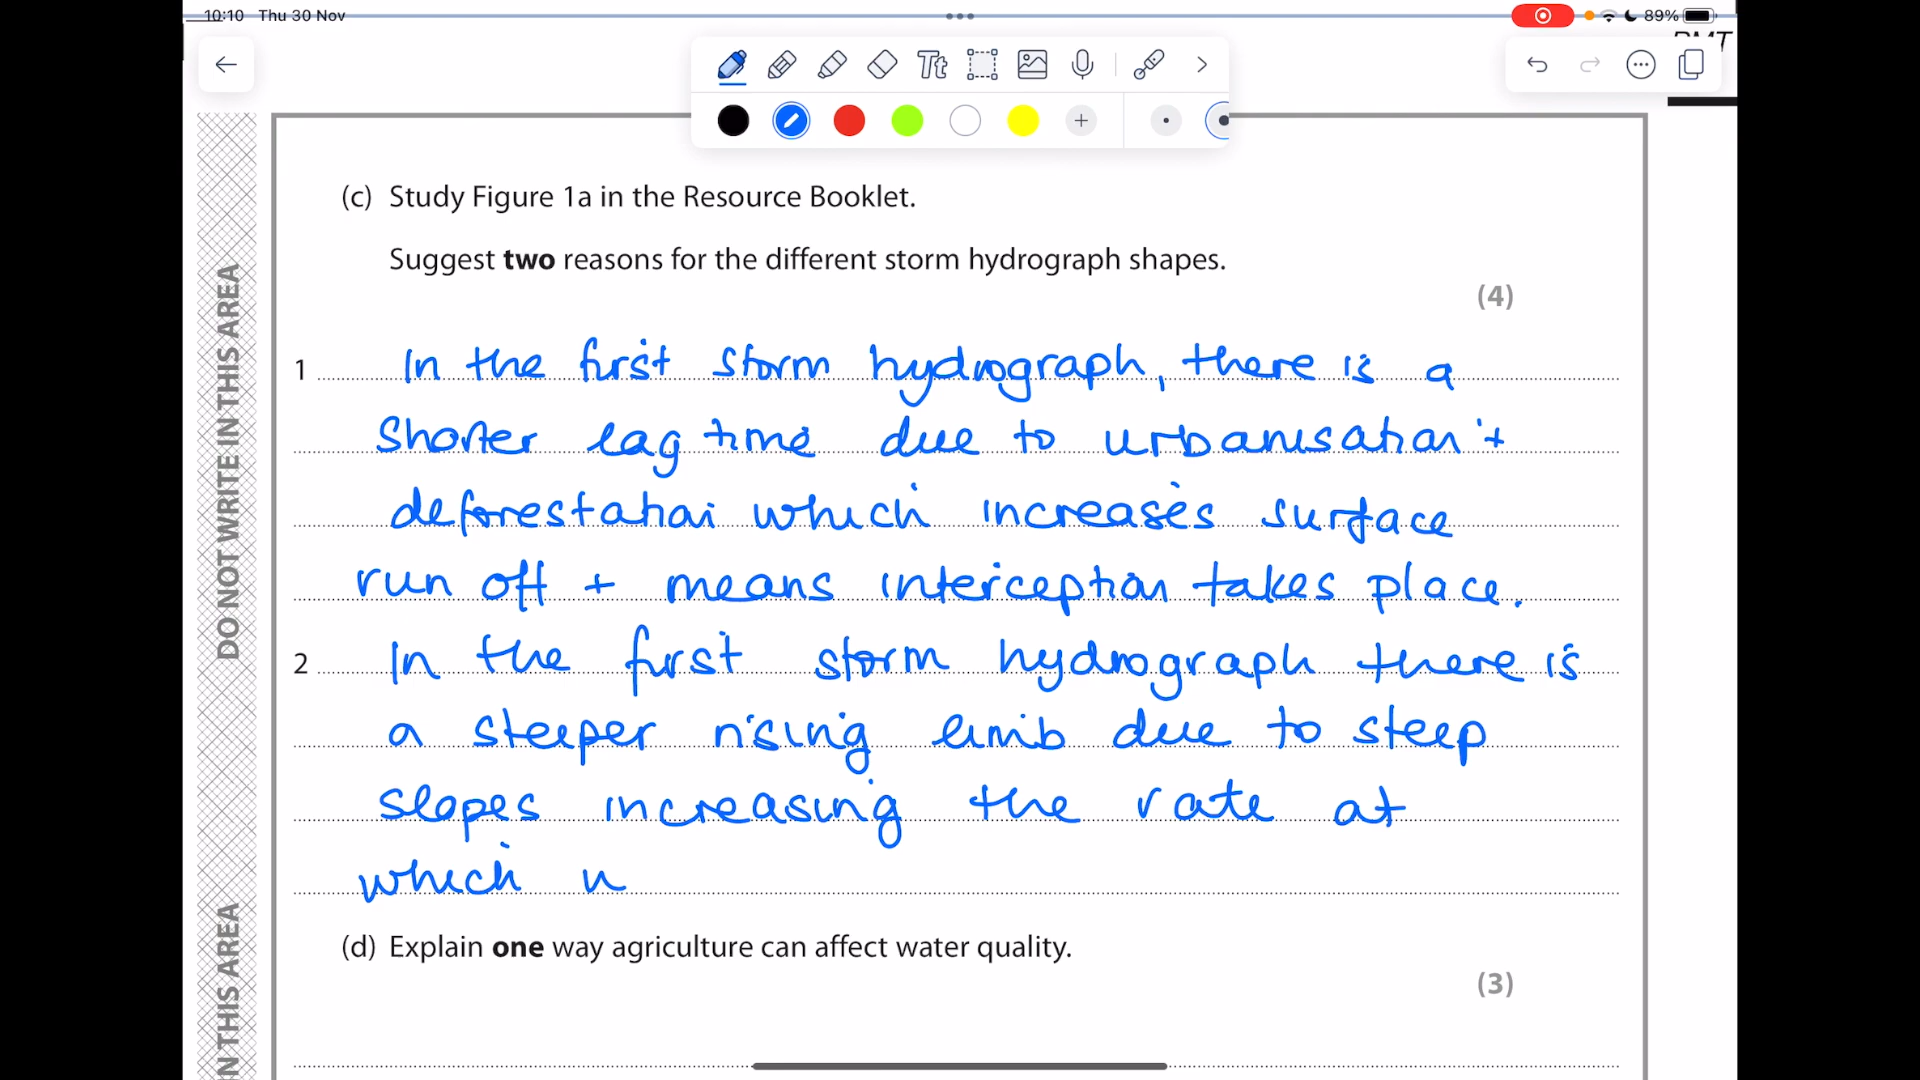 10:10 Thu 30 Nov
89%
Tt
(c) Study Figure 1a in the Resource Booklet.
Suggest two reasons for the different storm hydrograph shapes.
(4)
1 In the first storm hydrograph, there is a
shorter lag time due to urbanisation +
deforestation which increases surface
run off + means interception takes place.
2 In the first storm hydrograph there is
a steeper rising limb due to steep
slopes increasing the rate at
which
(d) Explain one way agriculture can affect water quality.
(3)
DO NOT WRITE IN THIS AREA
IN THIS AREA